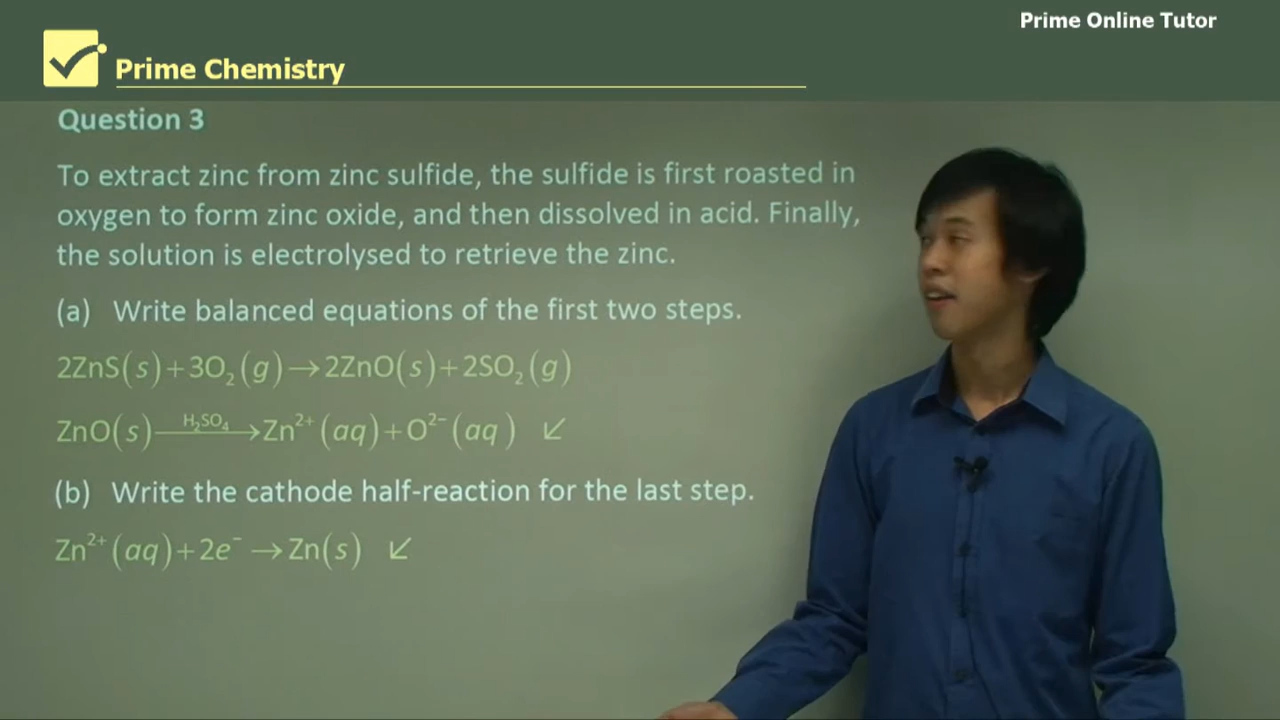 Prime Online Tutor
Prime Chemistry
Question 3
To extract zinc from zinc sulfide, the sulfide is first roasted in
oxygen to form zinc oxide, and then dissolved in acid. Finally,
the solution is electrolysed to retrieve the zinc.
(a) Write balanced equations of the first two steps.
2ZnS(s)+3O₂(g)→2ZnO(s)+2SO₂(g)
ZnO(s) —H₂SO₄→ Zn²⁺(aq)+O²⁻(aq) ↙
(b) Write the cathode half-reaction for the last step.
Zn²⁺(aq)+2e⁻→Zn(s) ↙